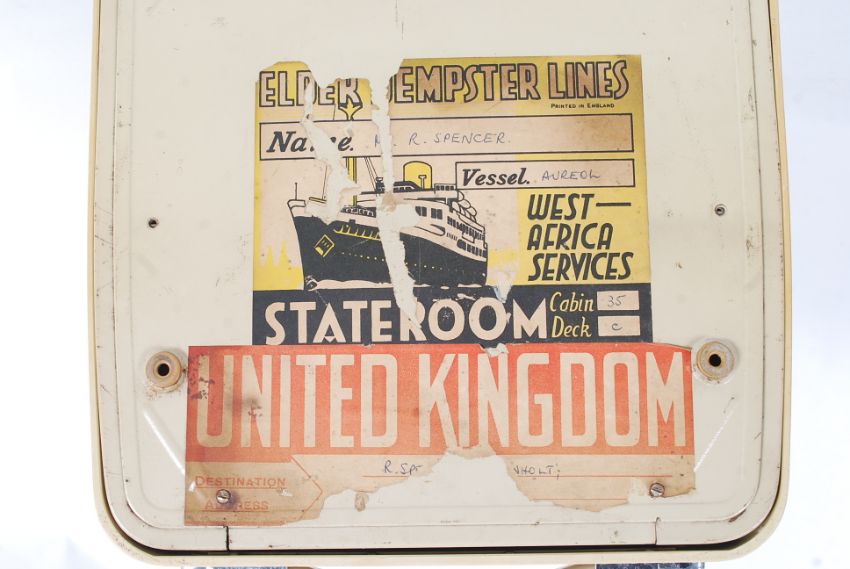 ELDER DEMPSTER LINES
PRINTED IN ENGLAND
Name. R. SPENCER.
Vessel. AUREOL
WEST—
AFRICA
SERVICES
STATEROOM
Cabin 35
Deck C
UNITED KINGDOM
R. SP
DESTINATION
ADDRESS